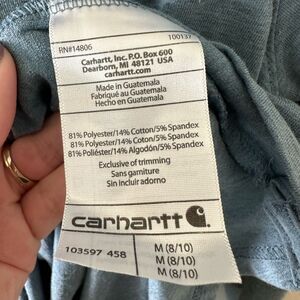 RN#14806 100137
Carhartt, Inc. P.O. Box 600
Dearborn, MI 48121 USA
carhartt.com
Made in Guatemala
Fabriqué au Guatemala
Hecho en Guatemala
81% Polyester/14% Cotton/5% Spandex
81% Polyester/14% Cotton/5% Spandex
81% Poliéster/14% Algodón/5% Spandex
Exclusive of trimming
Sans garniture
Sin incluir adorno
carhartt
103597 458 M (8/10)
M (8/10)
M (8/10)